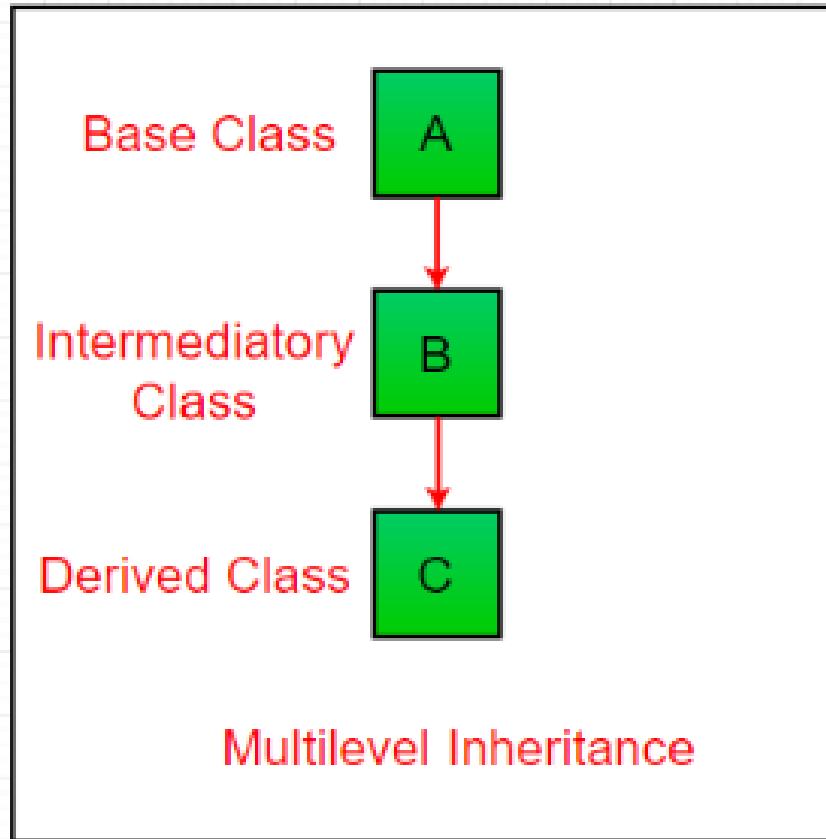 Base Class
A
Intermediatory
Class
B
Derived Class
C
Multilevel Inheritance